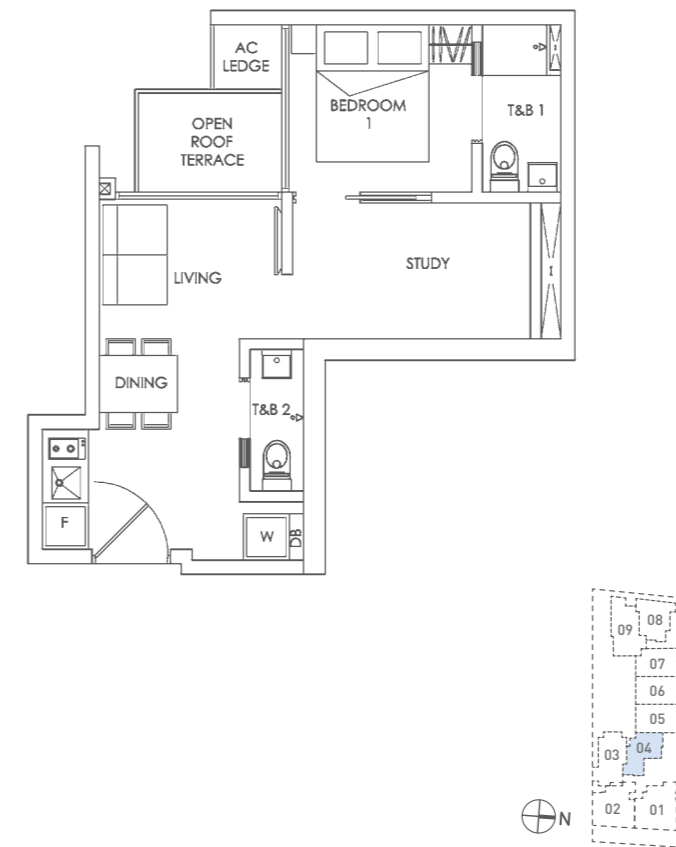 AC
LEDGE
OPEN
ROOF
TERRACE
BEDROOM
1
T&B 1
LIVING
STUDY
DINING
T&B 2
F
W
DB
09
08
07
06
05
04
03
02
01
N